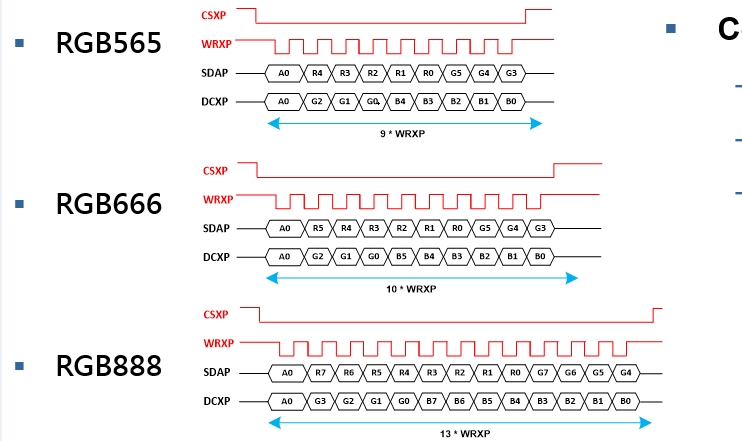 CSXP
RGB565
WRXP
SDAP A0 R4 R3 R2 R1 R0 G5 G4 G3
DCXP A0 G2 G1 G0 B4 B3 B2 B1 B0
9 * WRXP
CSXP
RGB666
WRXP
SDAP A0 R5 R4 R3 R2 R1 R0 G5 G4 G3
DCXP A0 G2 G1 G0 B5 B4 B3 B2 B1 B0
10 * WRXP
CSXP
RGB888
WRXP
SDAP A0 R7 R6 R5 R4 R3 R2 R1 R0 G7 G6 G5 G4
DCXP A0 G3 G2 G1 G0 B7 B6 B5 B4 B3 B2 B1 B0
13 * WRXP